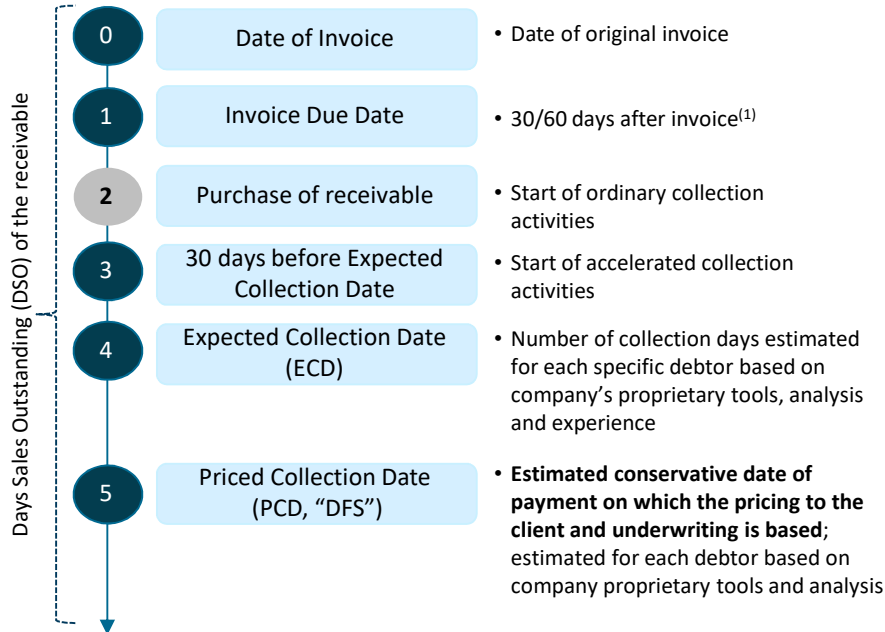 Days Sales Outstanding (DSO) of the receivable
0
Date of Invoice
• Date of original invoice
1
Invoice Due Date
• 30/60 days after invoice(1)
2
Purchase of receivable
• Start of ordinary collection
activities
3
30 days before Expected
Collection Date
• Start of accelerated collection
activities
4
Expected Collection Date
(ECD)
• Number of collection days estimated
for each specific debtor based on
company’s proprietary tools, analysis
and experience
5
Priced Collection Date
(PCD, “DFS”)
• Estimated conservative date of
payment on which the pricing to the
client and underwriting is based;
estimated for each debtor based on
company proprietary tools and analysis